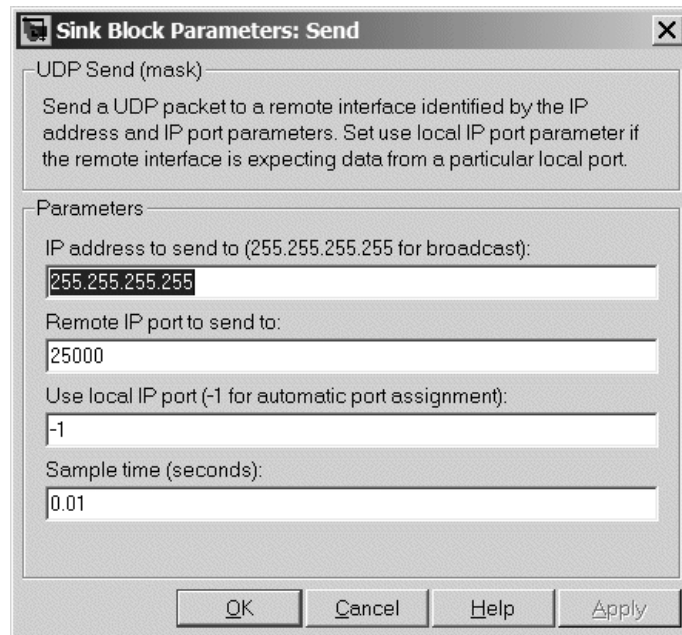 Sink Block Parameters: Send
UDP Send (mask)
Send a UDP packet to a remote interface identified by the IP
address and IP port parameters. Set use local IP port parameter if
the remote interface is expecting data from a particular local port.
Parameters
IP address to send to (255.255.255.255 for broadcast):
255.255.255.255
Remote IP port to send to:
25000
Use local IP port (-1 for automatic port assignment):
-1
Sample time (seconds):
0.01
OK Cancel Help Apply